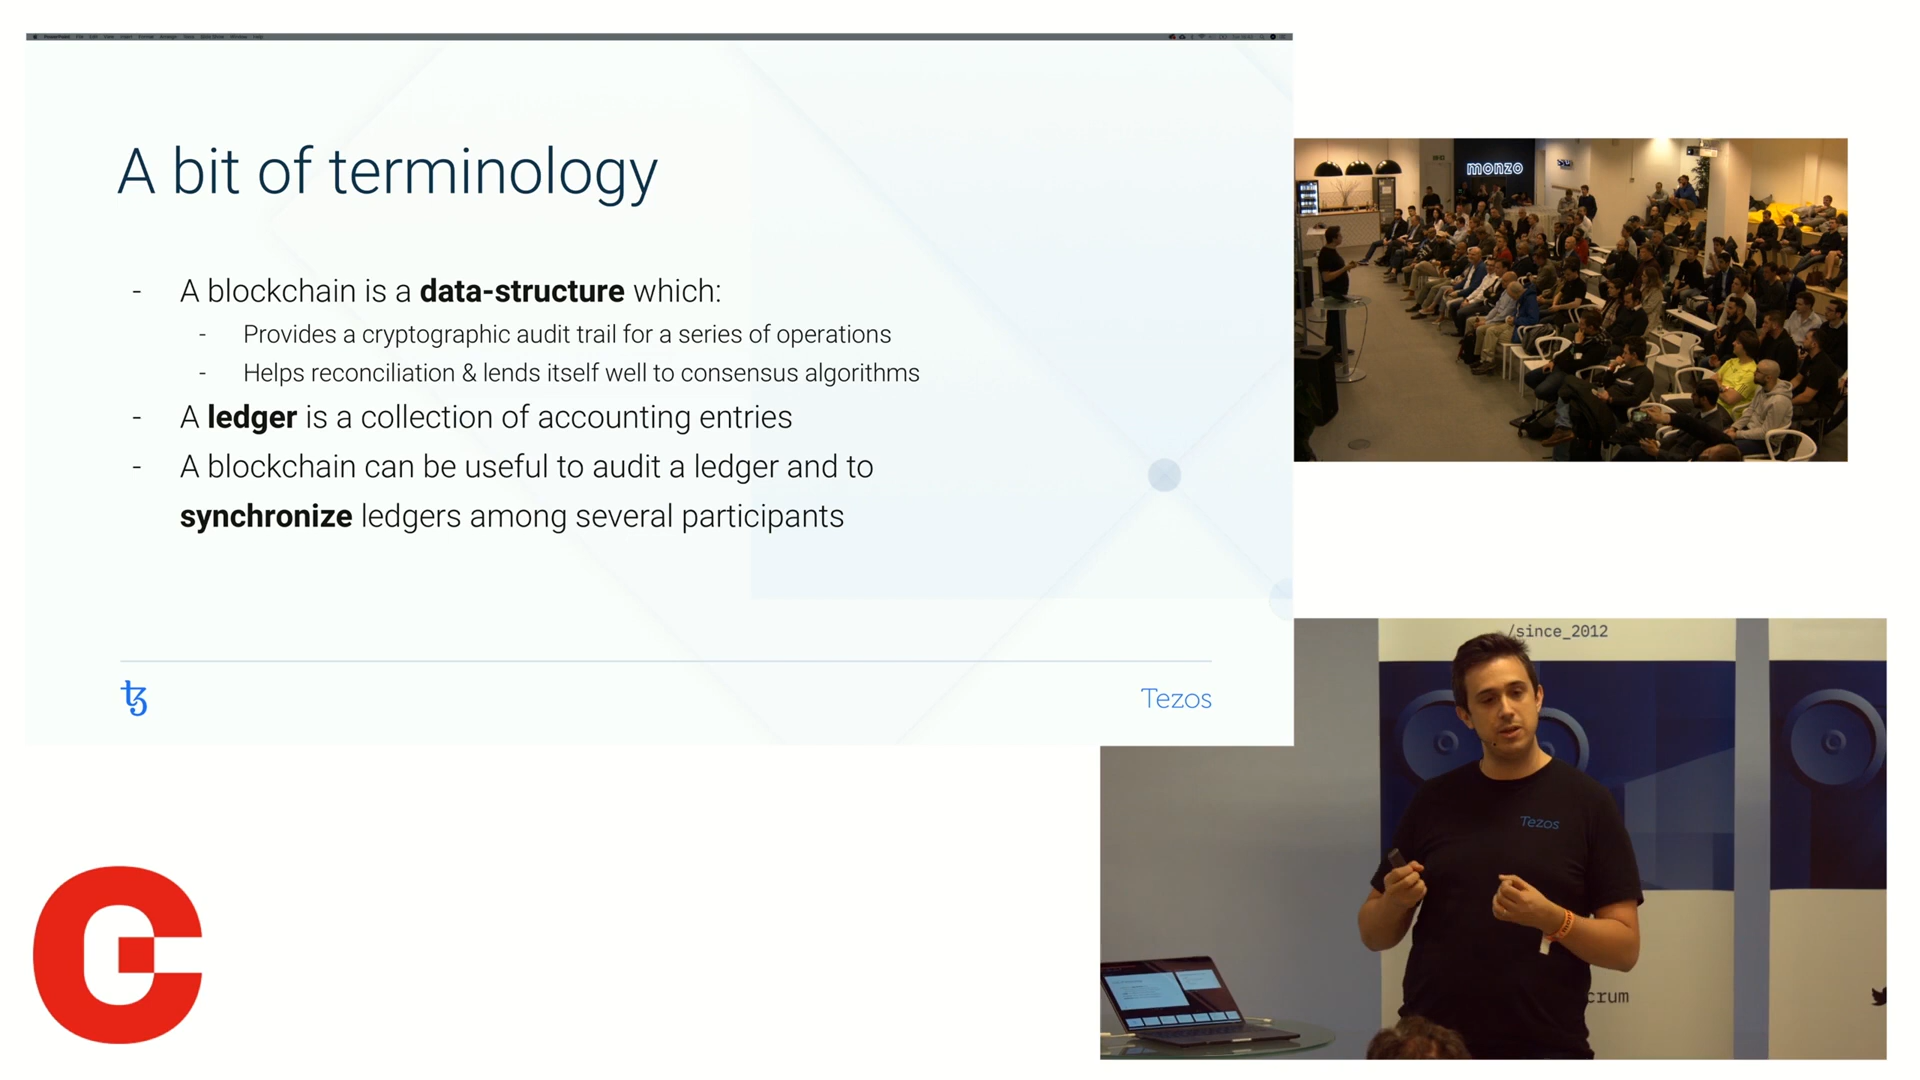 A bit of terminology
- A blockchain is a data-structure which:
- Provides a cryptographic audit trail for a series of operations
- Helps reconciliation & lends itself well to consensus algorithms
- A ledger is a collection of accounting entries
- A blockchain can be useful to audit a ledger and to
synchronize ledgers among several participants
Tezos
monzo
/since_2012
Tezos
crum